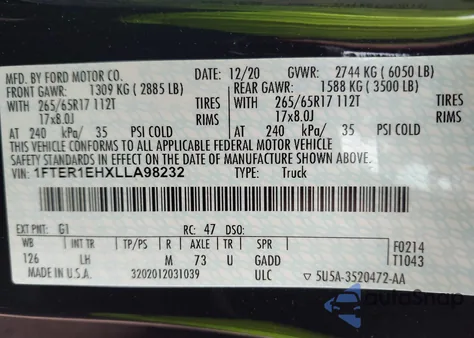 MFD. BY FORD MOTOR CO. DATE: 12/20 GVWR: 2744 KG ( 6050 LB)
FRONT GAWR: 1309 KG ( 2885 LB) REAR GAWR: 1588 KG ( 3500 LB)
WITH 265/65R17 112T TIRES WITH 265/65R17 112T TIRES
17x8.0J RIMS 17x8.0J RIMS
AT 240 kPa/ 35 PSI COLD AT 240 kPa/ 35 PSI COLD
THIS VEHICLE CONFORMS TO ALL APPLICABLE FEDERAL MOTOR VEHICLE
SAFETY STANDARDS IN EFFECT ON THE DATE OF MANUFACTURE SHOWN ABOVE.
VIN: 1FTER1EHXLLA98232 TYPE: Truck
EXT PNT: G1 RC: 47 DSO:
WB INT TR TP/PS R AXLE TR SPR F0214
126 LH M 73 U GADD T1043
MADE IN U.S.A. 3202012031039 ULC ▽ 5U5A-3520472-AA
autoSnap